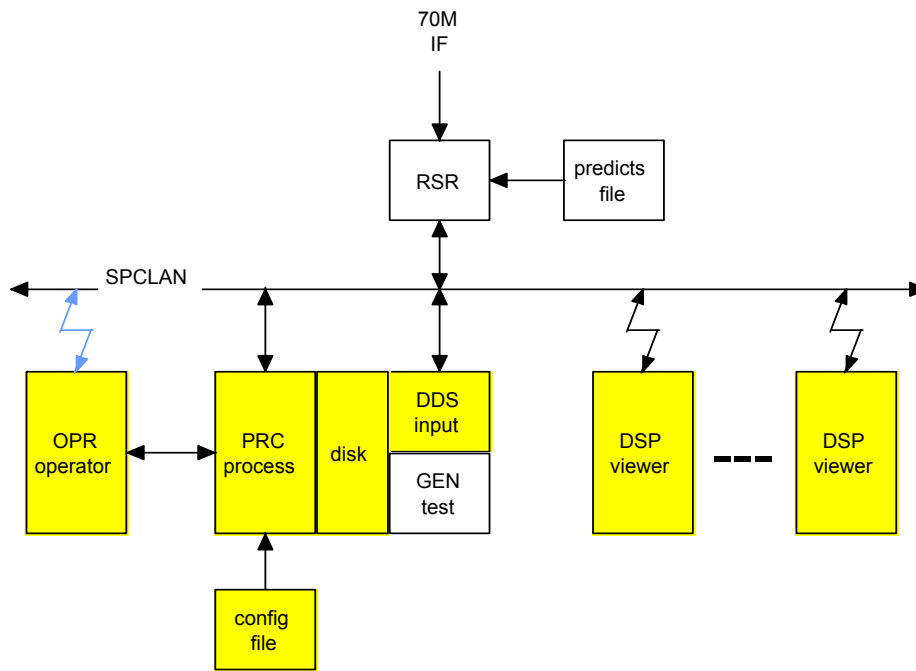 70M
IF
RSR
predicts
file
SPCLAN
OPR
operator
PRC
process
disk
DDS
input
GEN
test
DSP
viewer
DSP
viewer
config
file